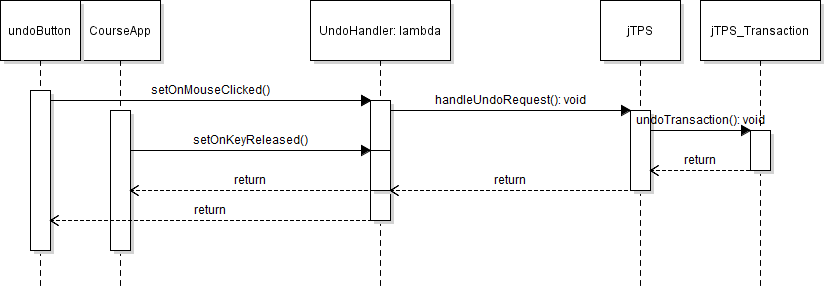 undoButton
CourseApp
UndoHandler: lambda
jTPS
jTPS_Transaction
setOnMouseClicked()
handleUndoRequest(): void
undoTransaction(): void
setOnKeyReleased()
return
return
return
return